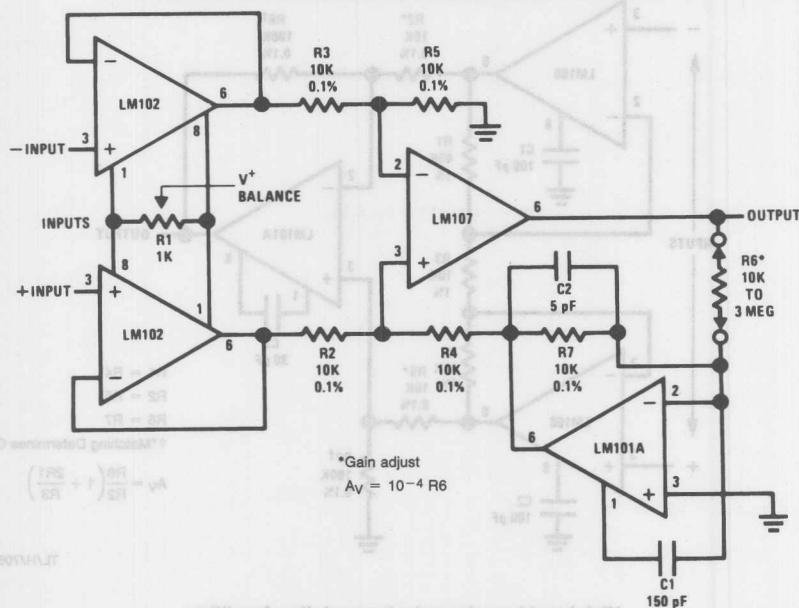 R3
10K
0.1%
R5
10K
0.1%
−
LM102
6
8
3
+
1
−INPUT
V+
BALANCE
INPUTS
R1
1K
2
−
LM107
6
OUTPUT
3
+
8
+INPUT
3
+
1
LM102
6
−
R2
10K
0.1%
R4
10K
0.1%
C2
5 pF
R7
10K
0.1%
R6*
10K
TO
3 MEG
2
−
6
LM101A
3
+
1
*Gain adjust
AV = 10−4 R6
C1
150 pF